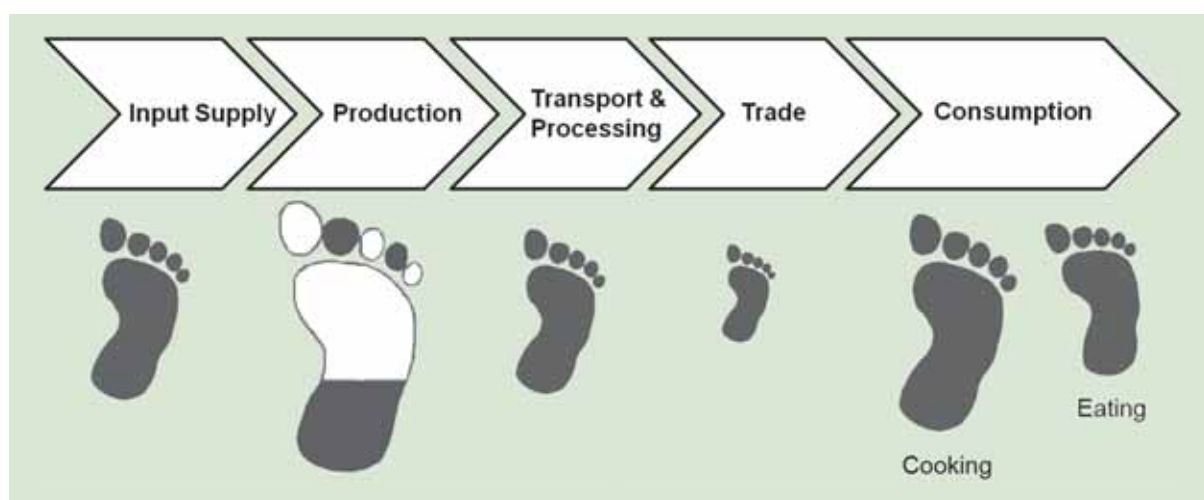 Input Supply
Production
Transport &
Processing
Trade
Consumption
Eating
Cooking